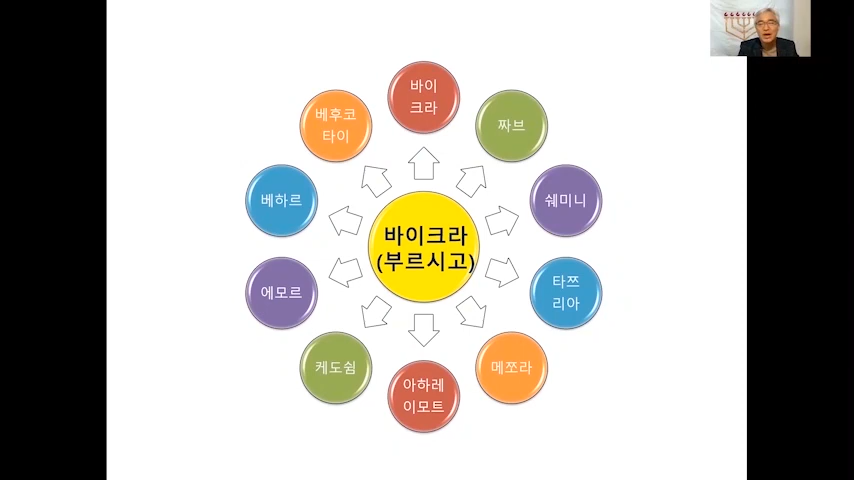 바이
크라
짜브
쉐미니
타쯔
리아
메쪼라
아하레
이모트
케도쉼
에모르
베하르
베후코
타이
바이크라
(부르시고)